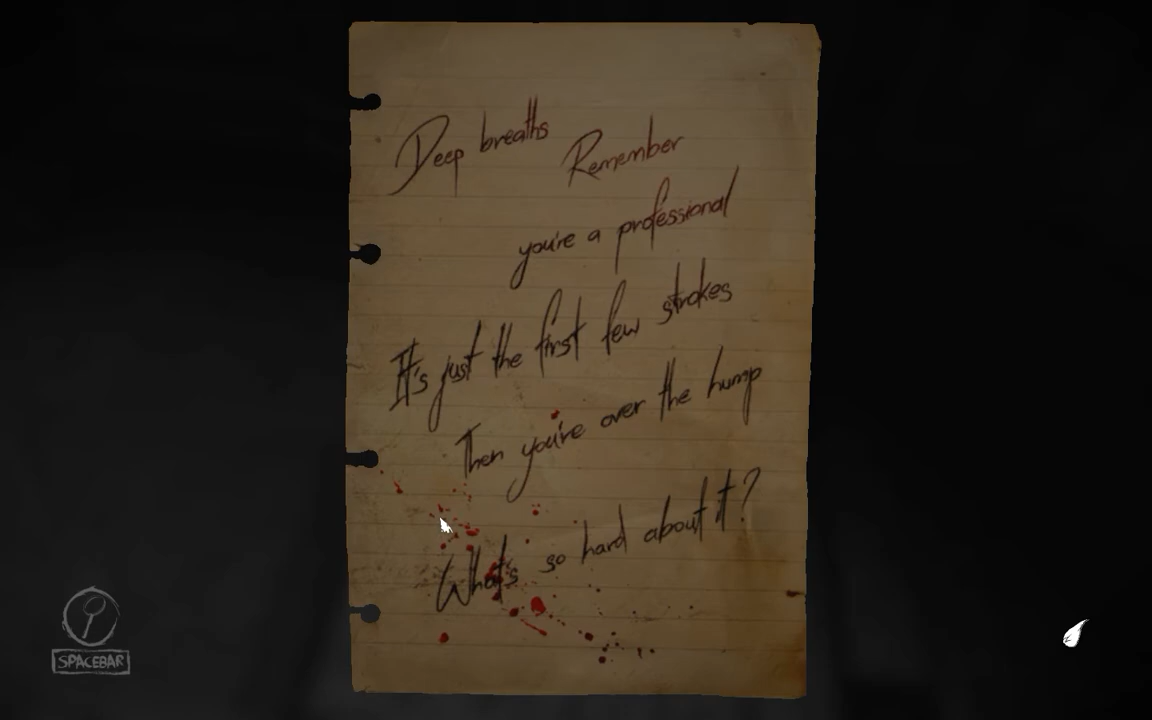 Deep breaths Remember
you're a professional
It's just the first few strokes
Then you're over the hump
What's so hard about it?
SPACEBAR